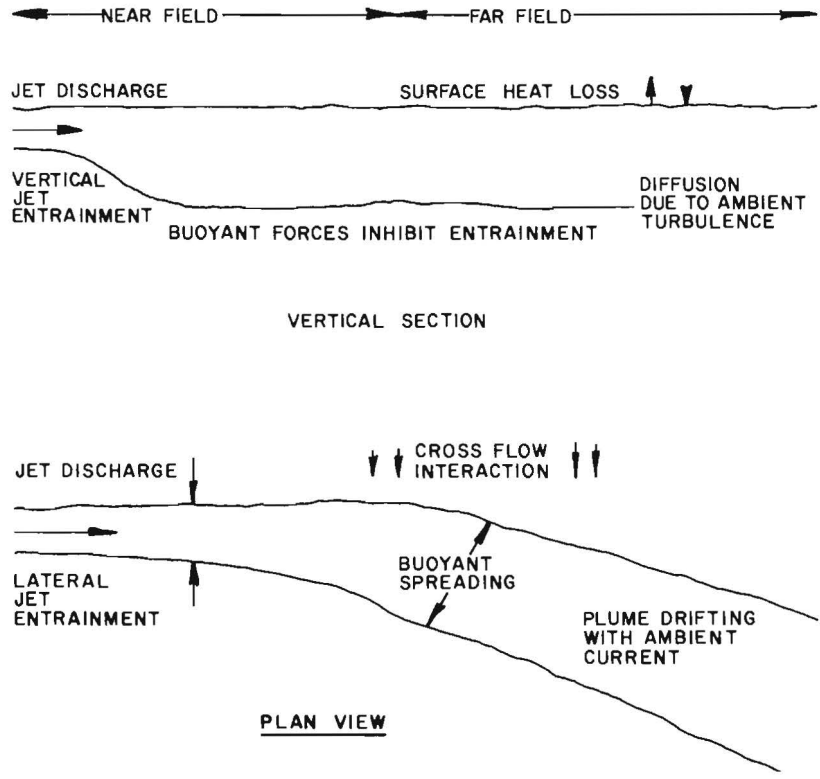 NEAR FIELD
FAR FIELD
JET DISCHARGE
SURFACE HEAT LOSS
VERTICAL
JET
ENTRAINMENT
DIFFUSION
DUE TO AMBIENT
TURBULENCE
BUOYANT FORCES INHIBIT ENTRAINMENT
VERTICAL SECTION
CROSS FLOW
INTERACTION
JET DISCHARGE
BUOYANT
SPREADING
LATERAL
JET
ENTRAINMENT
PLUME DRIFTING
WITH AMBIENT
CURRENT
PLAN VIEW